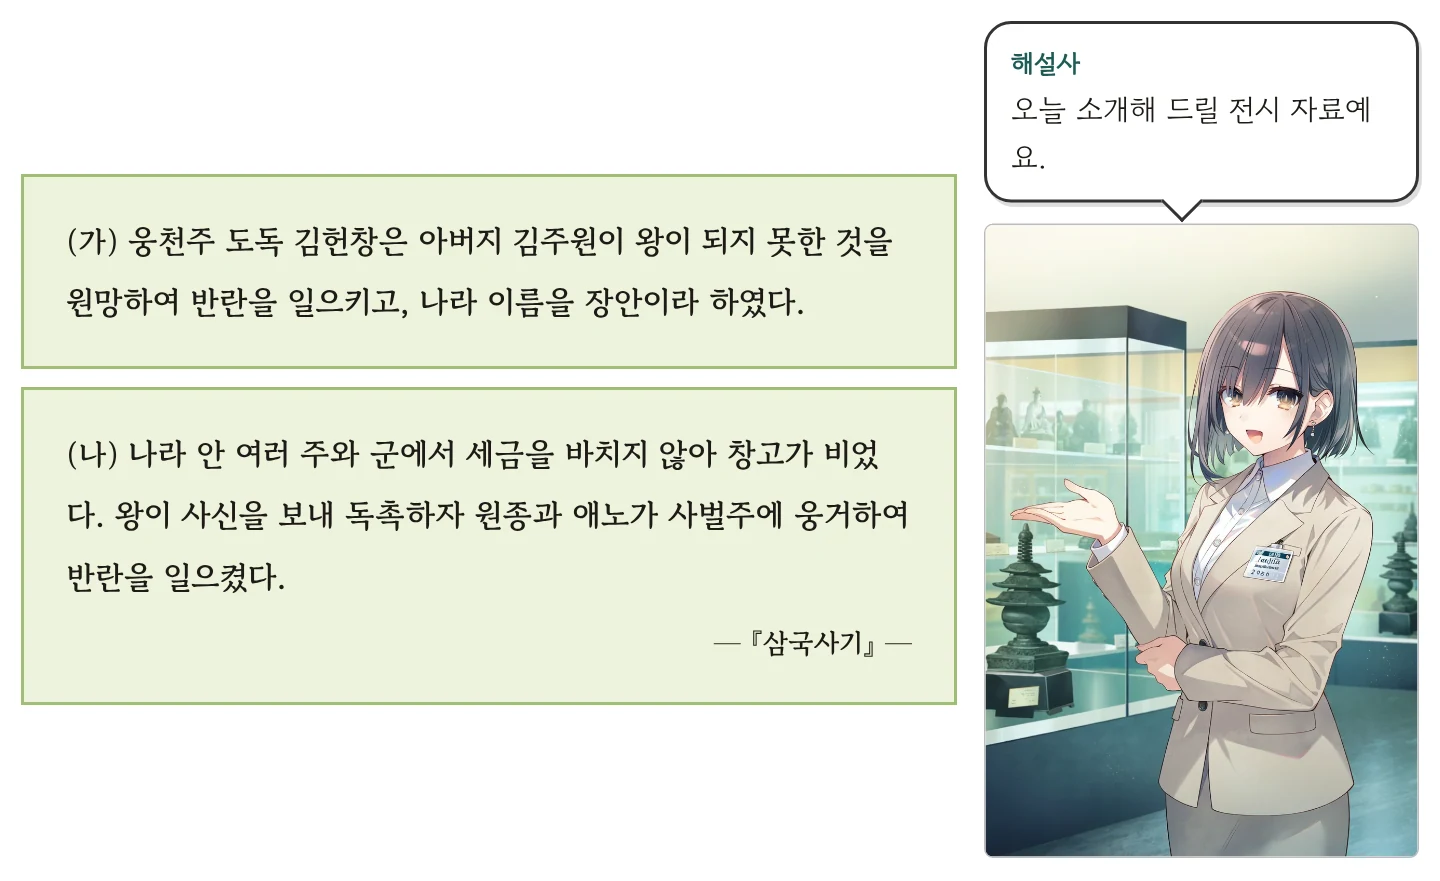 해설사
오늘 소개해 드릴 전시 자료예
요.
(가) 웅천주 도독 김헌창은 아버지 김주원이 왕이 되지 못한 것을
원망하여 반란을 일으키고, 나라 이름을 장안이라 하였다.
(나) 나라 안 여러 주와 군에서 세금을 바치지 않아 창고가 비었
다. 왕이 사신을 보내 독촉하자 원종과 애노가 사벌주에 웅거하여
반란을 일으켰다.
― 『삼국사기』 ―